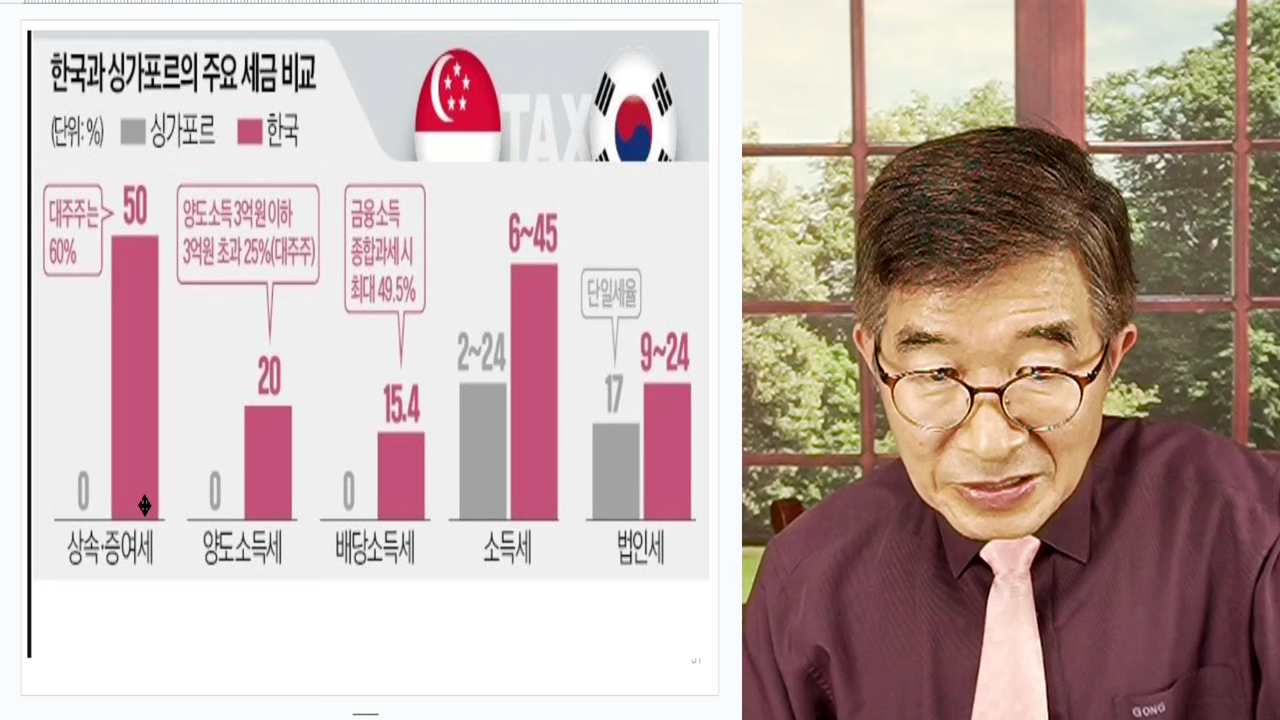 한국과 싱가포르의 주요 세금 비교
(단위: %) 싱가포르 한국
TAX
대주주는
60%
50
0
상속·증여세
양도소득 3억원 이하
3억원 초과 25%(대주주)
20
0
양도소득세
금융소득
종합과세 시
최대 49.5%
15.4
0
배당소득세
2~24
6~45
소득세
단일세율
17
9~24
법인세
GONG